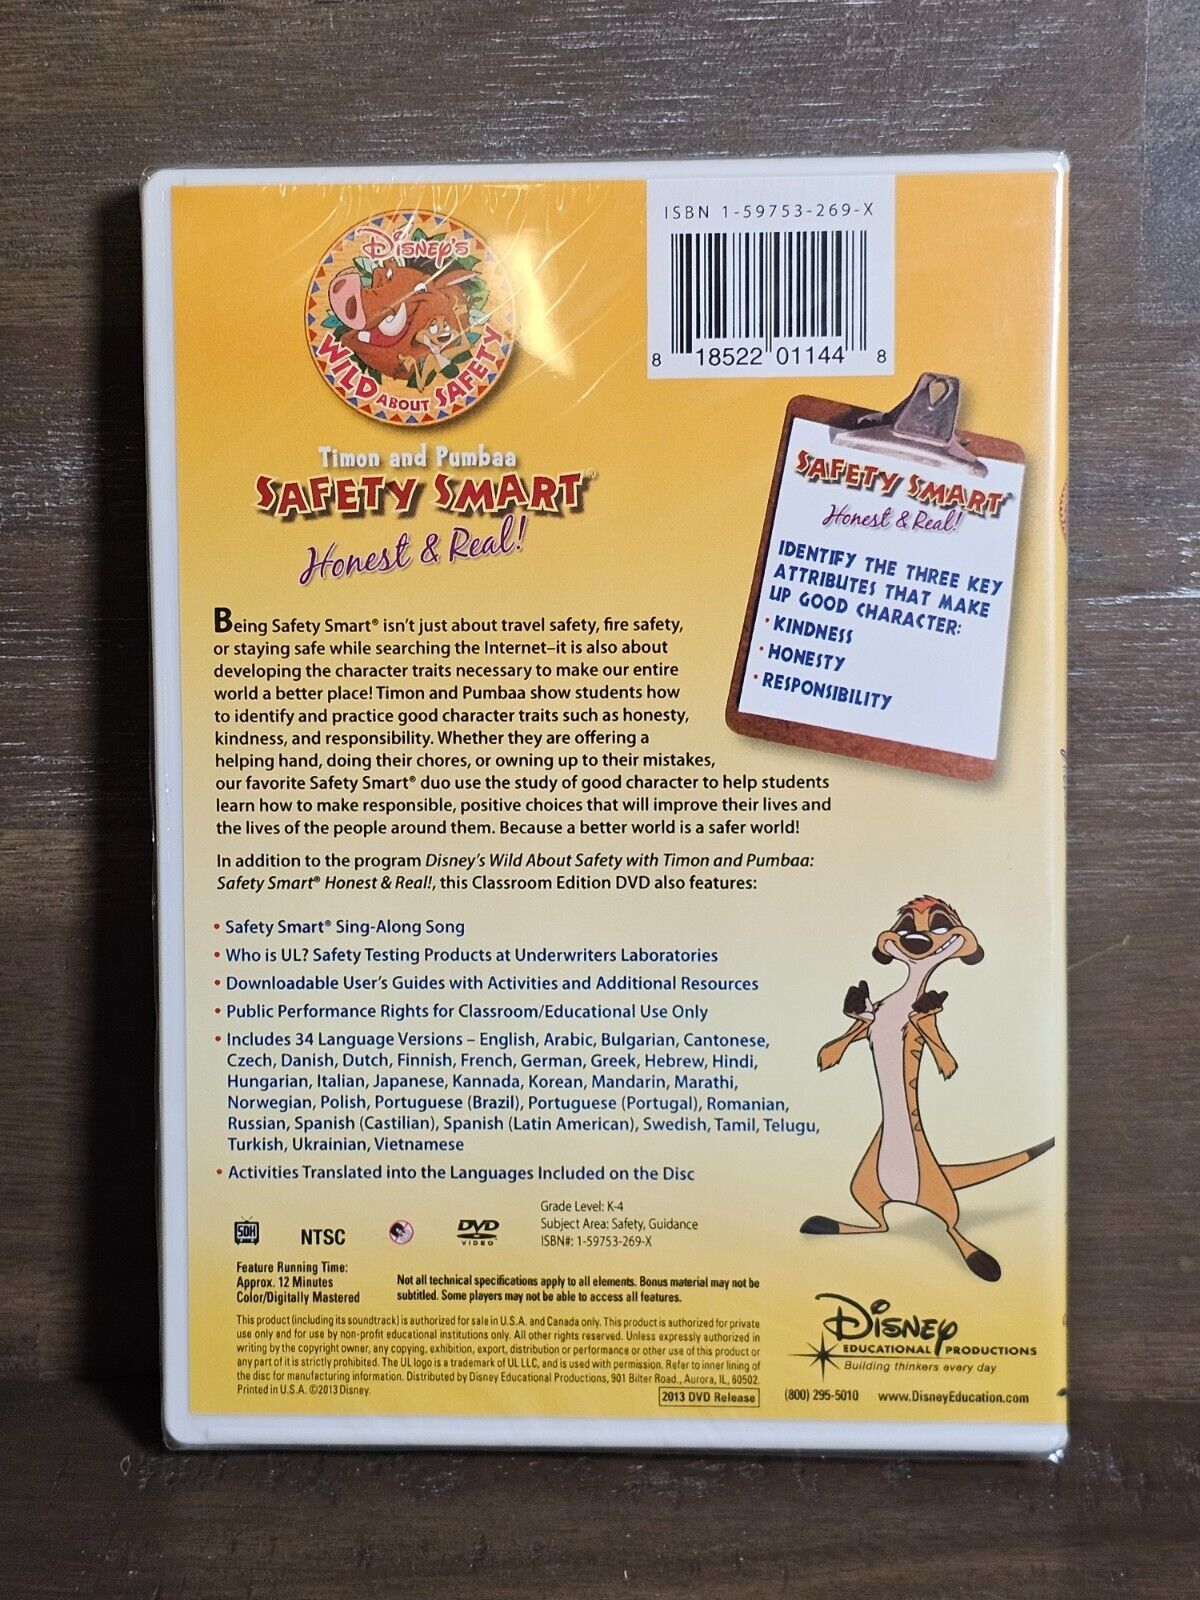 DISNEY'S
WILD ABOUT SAFETY
Timon and Pumbaa
SAFETY SMART®
Honest & Real!
ISBN 1-59753-269-X
8 18522 01144 8
SAFETY SMART®
Honest & Real!
IDENTIFY THE THREE KEY
ATTRIBUTES THAT MAKE
UP GOOD CHARACTER:
• KINDNESS
• HONESTY
• RESPONSIBILITY
Being Safety Smart® isn't just about travel safety, fire safety,
or staying safe while searching the Internet–it is also about
developing the character traits necessary to make our entire
world a better place! Timon and Pumbaa show students how
to identify and practice good character traits such as honesty,
kindness, and responsibility. Whether they are offering a
helping hand, doing their chores, or owning up to their mistakes,
our favorite Safety Smart® duo use the study of good character to help students
learn how to make responsible, positive choices that will improve their lives and
the lives of the people around them. Because a better world is a safer world!
In addition to the program Disney's Wild About Safety with Timon and Pumbaa:
Safety Smart® Honest & Real!, this Classroom Edition DVD also features:
• Safety Smart® Sing-Along Song
• Who is UL? Safety Testing Products at Underwriters Laboratories
• Downloadable User's Guides with Activities and Additional Resources
• Public Performance Rights for Classroom/Educational Use Only
• Includes 34 Language Versions – English, Arabic, Bulgarian, Cantonese,
Czech, Danish, Dutch, Finnish, French, German, Greek, Hebrew, Hindi,
Hungarian, Italian, Japanese, Kannada, Korean, Mandarin, Marathi,
Norwegian, Polish, Portuguese (Brazil), Portuguese (Portugal), Romanian,
Russian, Spanish (Castilian), Spanish (Latin American), Swedish, Tamil, Telugu,
Turkish, Ukrainian, Vietnamese
• Activities Translated into the Languages Included on the Disc
SDH
NTSC
DVD
VIDEO
Grade Level: K-4
Subject Area: Safety, Guidance
ISBN#: 1-59753-269-X
Feature Running Time:
Approx. 12 Minutes
Color/Digitally Mastered
Not all technical specifications apply to all elements. Bonus material may not be
subtitled. Some players may not be able to access all features.
This product (including its soundtrack) is authorized for sale in U.S.A. and Canada only. This product is authorized for private
use only and for use by non-profit educational institutions only. All other rights reserved. Unless expressly authorized in
writing by the copyright owner, any copying, exhibition, export, distribution or performance or other use of this product or
any part of it is strictly prohibited. The UL logo is a trademark of UL LLC, and is used with permission. Refer to inner lining of
the disc for manufacturing information. Distributed by Disney Educational Productions, 901 Bilter Road., Aurora, IL, 60502.
Printed in U.S.A. ©2013 Disney.
2013 DVD Release
DISNEY
EDUCATIONAL PRODUCTIONS
Building thinkers every day
(800) 295-5010 www.DisneyEducation.com